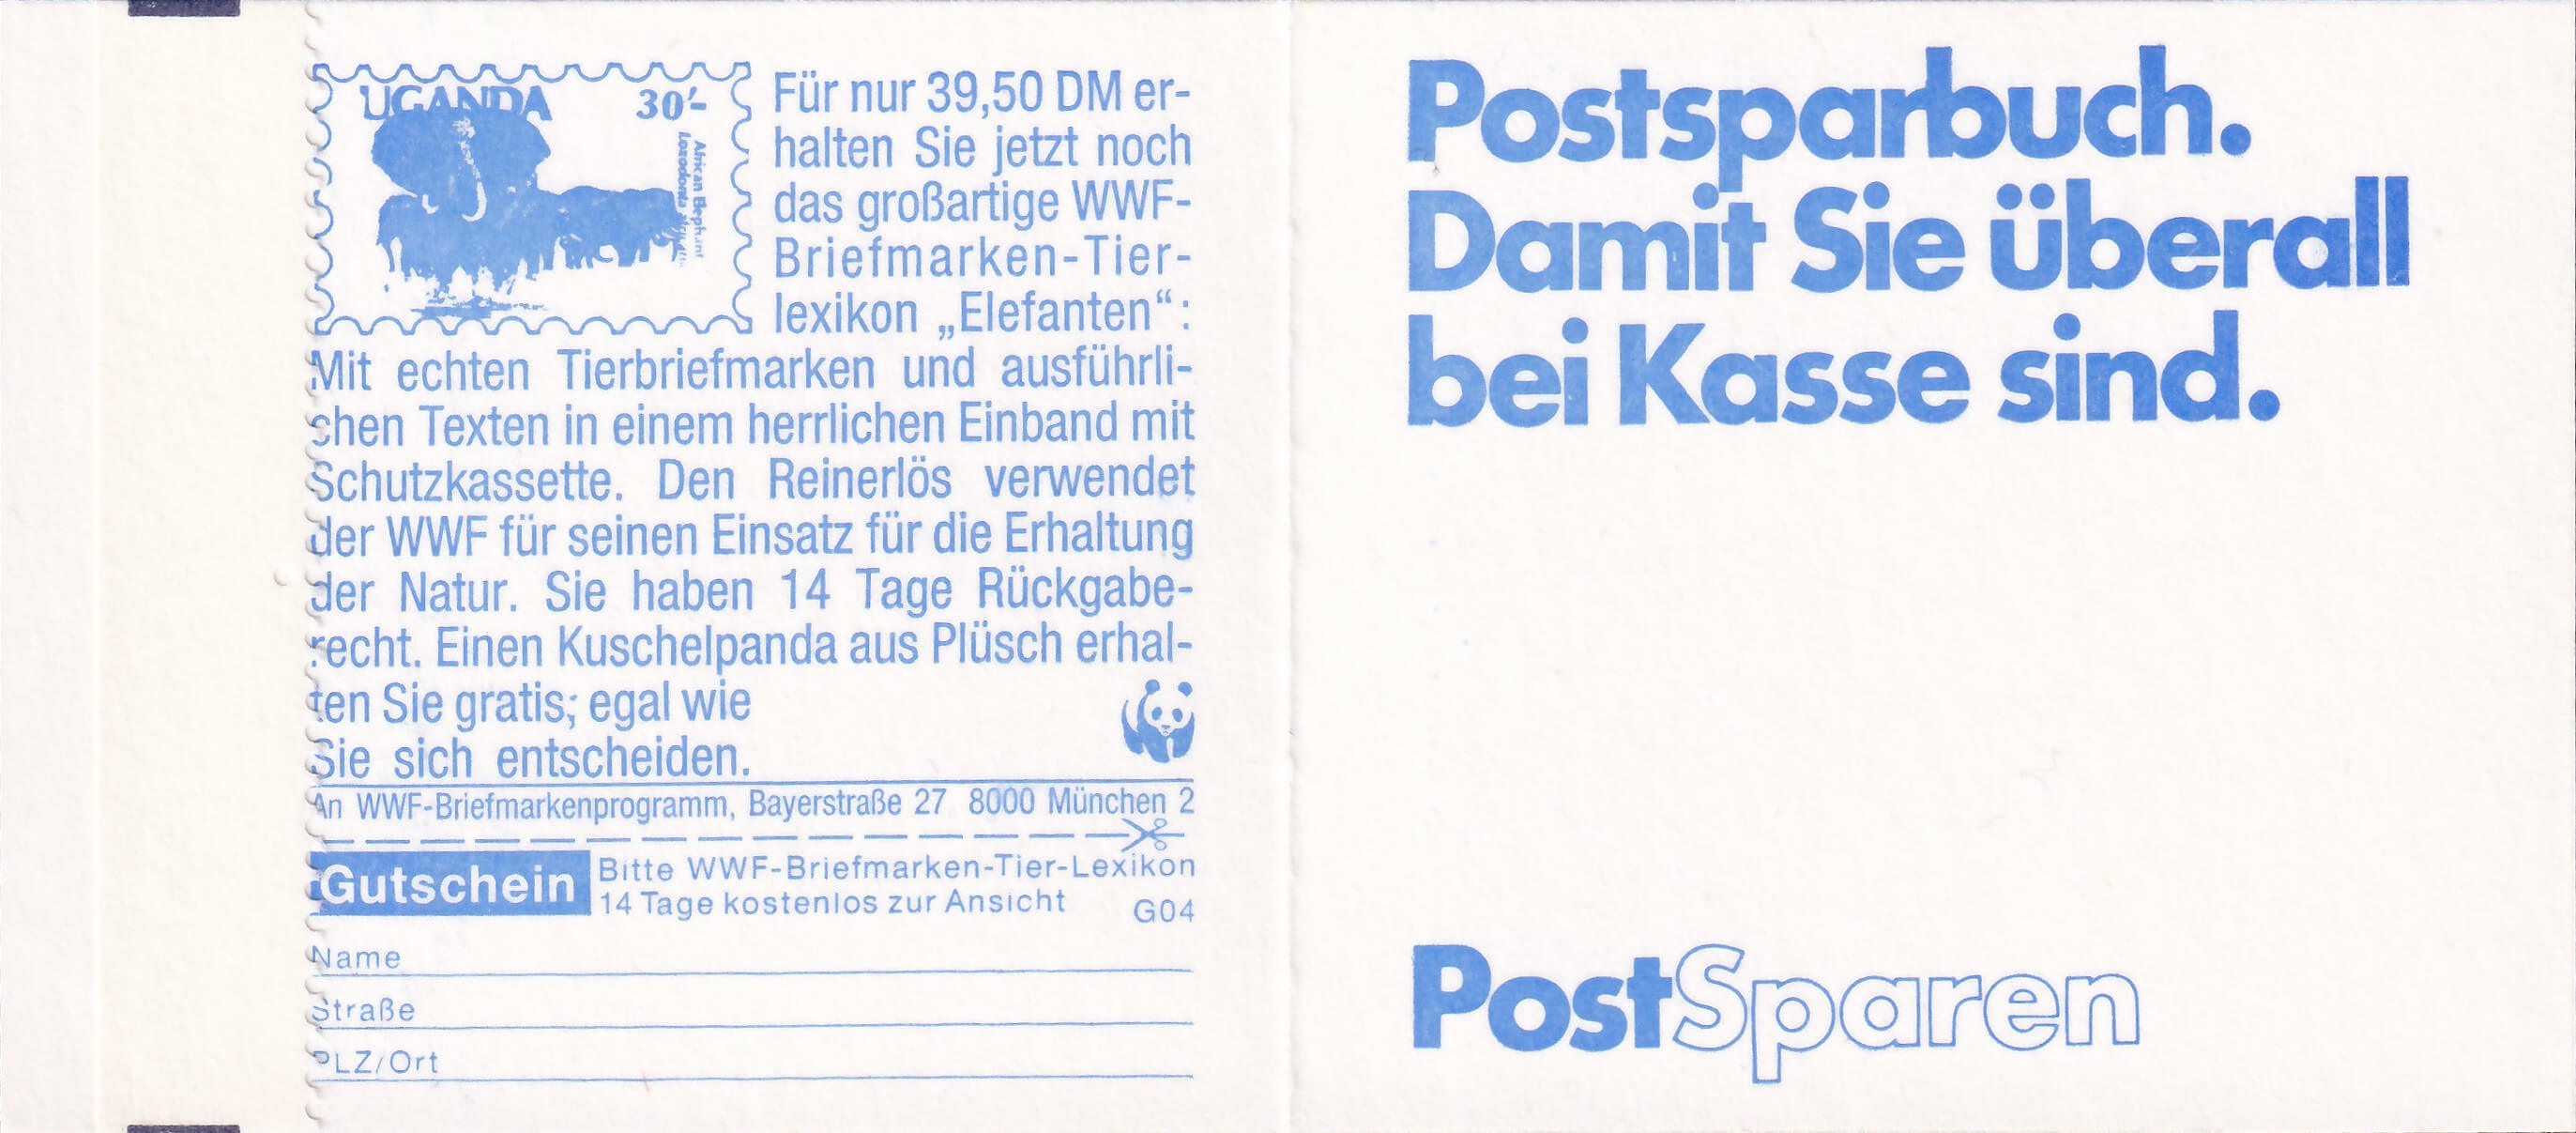 UGANDA 30/-
African Elephant
Für nur 39,50 DM er-
halten Sie jetzt noch
das großartige WWF-
Briefmarken-Tier-
lexikon „Elefanten“:
Mit echten Tierbriefmarken und ausführli-
chen Texten in einem herrlichen Einband mit
Schutzkassette. Den Reinerlös verwendet
der WWF für seinen Einsatz für die Erhaltung
der Natur. Sie haben 14 Tage Rückgabe-
recht. Einen Kuschelpanda aus Plüsch erhal-
ten Sie gratis; egal wie
Sie sich entscheiden.
An WWF-Briefmarkenprogramm, Bayerstraße 27 8000 München 2
Gutschein
Bitte WWF-Briefmarken-Tier-Lexikon
14 Tage kostenlos zur Ansicht G04
Name
Straße
PLZ/Ort
Postsparbuch.
Damit Sie überall
bei Kasse sind.
PostSparen